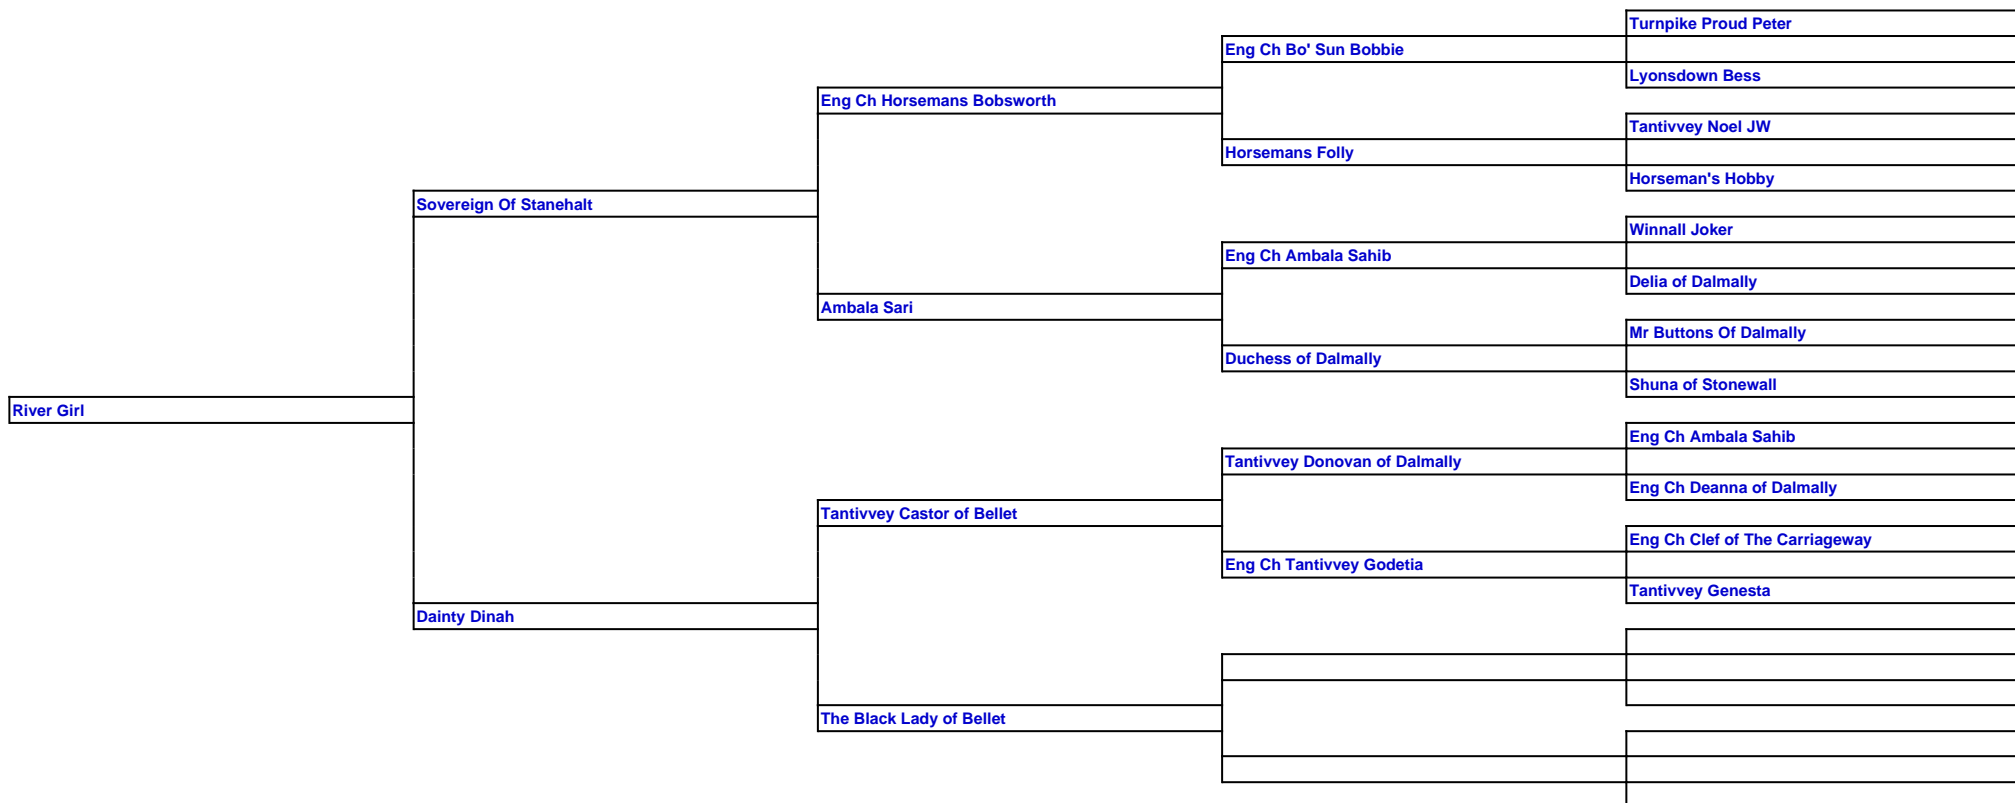 Turnpike Proud Peter
Eng Ch Bo' Sun Bobbie
Lyonsdown Bess
Eng Ch Horsemans Bobsworth
Tantivvey Noel JW
Horsemans Folly
Horseman's Hobby
Sovereign Of Stanehalt
Winnall Joker
Eng Ch Ambala Sahib
Delia of Dalmally
Ambala Sari
Mr Buttons Of Dalmally
Duchess of Dalmally
Shuna of Stonewall
River Girl
Eng Ch Ambala Sahib
Tantivvey Donovan of Dalmally
Eng Ch Deanna of Dalmally
Tantivvey Castor of Bellet
Eng Ch Clef of The Carriageway
Eng Ch Tantivvey Godetia
Tantivvey Genesta
Dainty Dinah
The Black Lady of Bellet